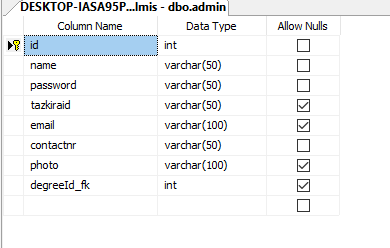 DESKTOP-IASA95P...lmis - dbo.admin
Column Name Data Type Allow Nulls
id int
name varchar(50)
password varchar(50)
tazkiraid varchar(50)
email varchar(100)
contactnr varchar(50)
photo varchar(100)
degreeId_fk int